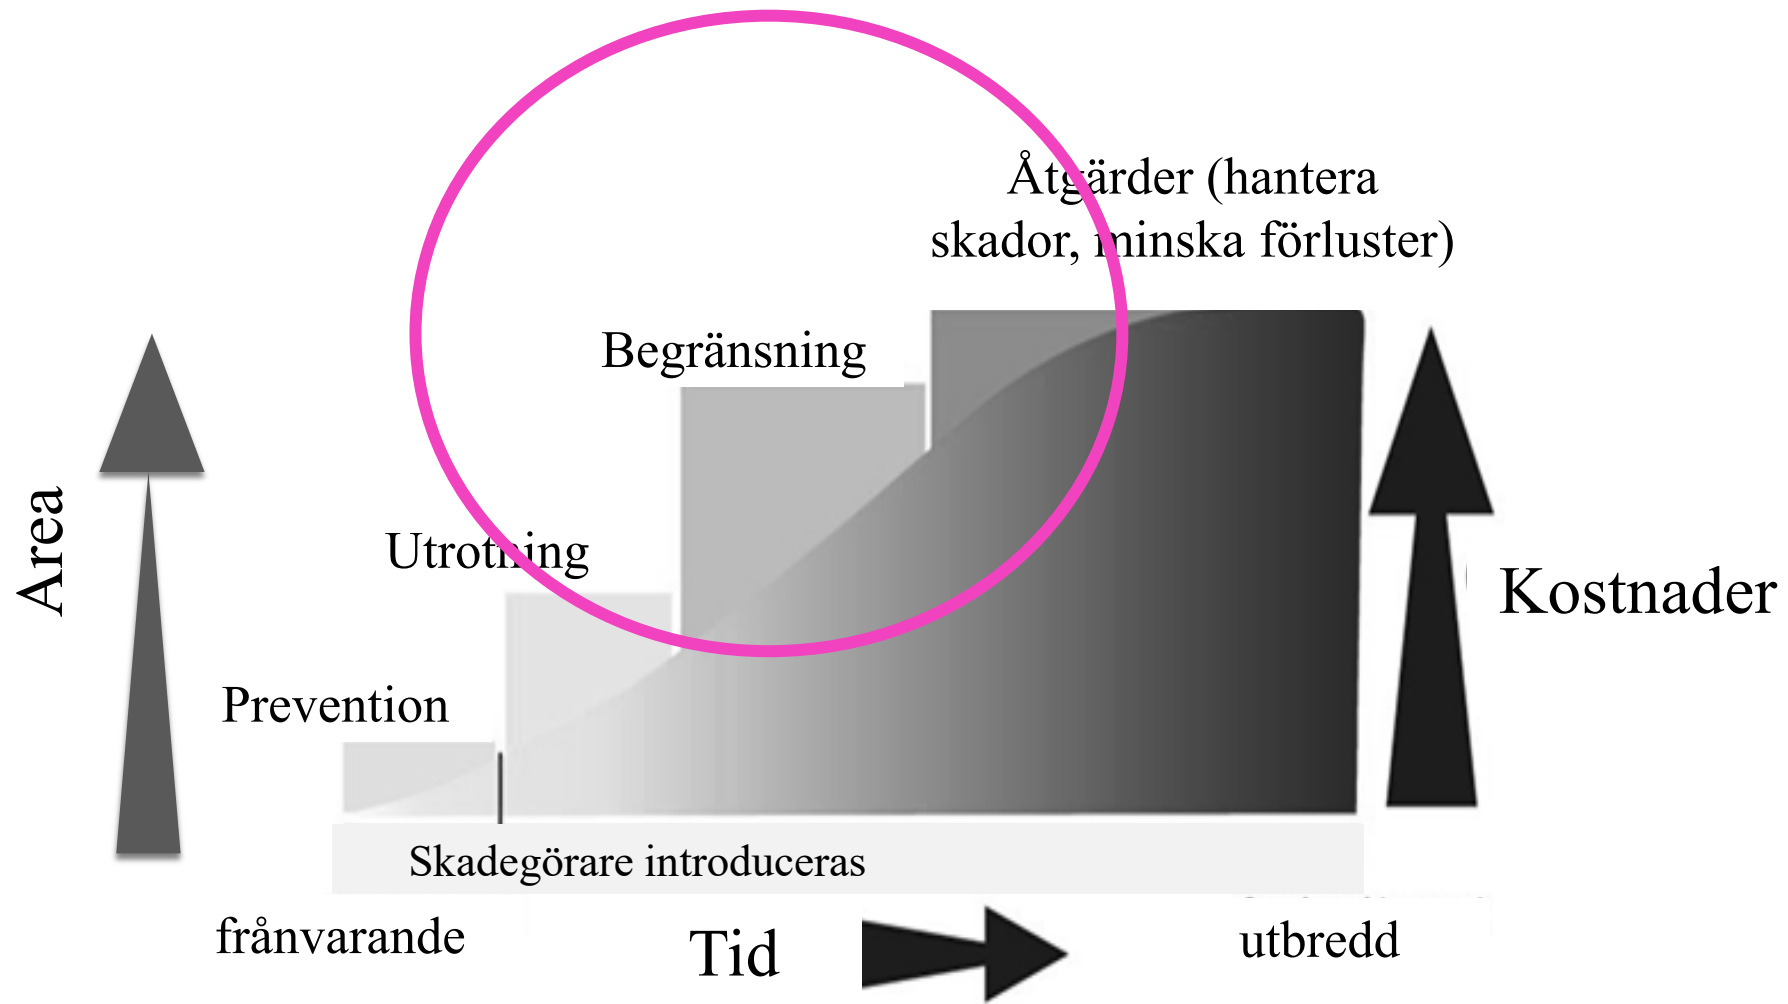 Åtgärder (hantera
skador, minska förluster)
Begränsning
Utrotning
Prevention
Area
Kostnader
Skadegörare introduceras
frånvarande
Tid
utbredd